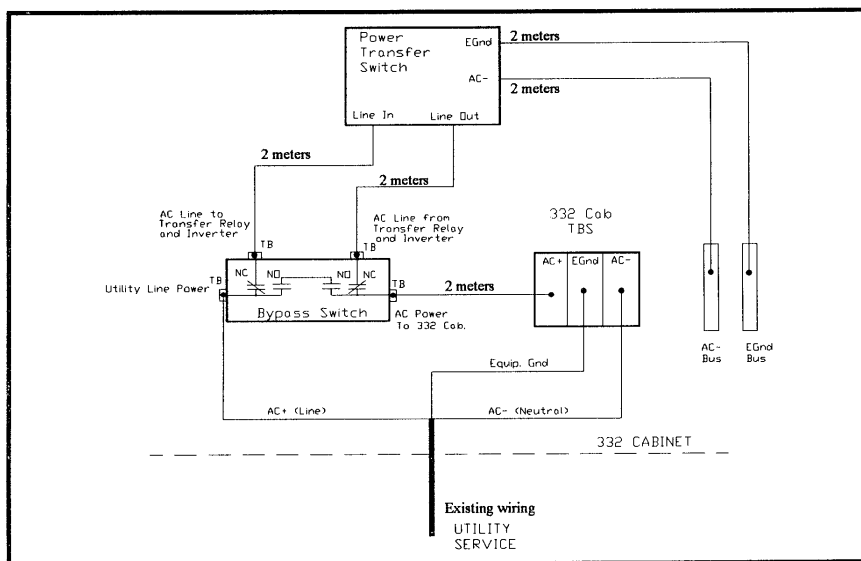 Power
Transfer
Switch
EGnd
AC-
Line In
Line Out
2 meters
2 meters
2 meters
2 meters
AC Line to
Transfer Relay
and Inverter
TB
AC Line from
Transfer Relay
and Inverter
TB
332 Cab
TBS
AC+
EGnd
AC-
Utility Line Power
TB
NC
NO
NO
NC
TB
Bypass Switch
AC Power
To 332 Cab.
2 meters
AC-
Bus
EGnd
Bus
Equip. Gnd
AC+ (Line)
AC- (Neutral)
332 CABINET
Existing wiring
UTILITY
SERVICE